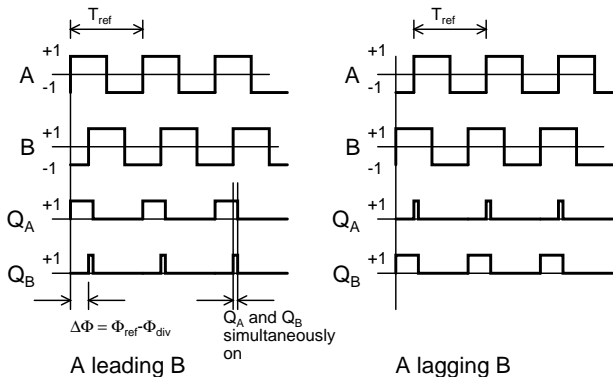 T_ref
T_ref
+1
A
-1
+1
B
-1
+1
Q_A
+1
Q_B
ΔΦ = Φ_ref-Φ_div
Q_A and Q_B
simultaneously
on
A leading B
+1
A
-1
+1
B
-1
+1
Q_A
+1
Q_B
A lagging B